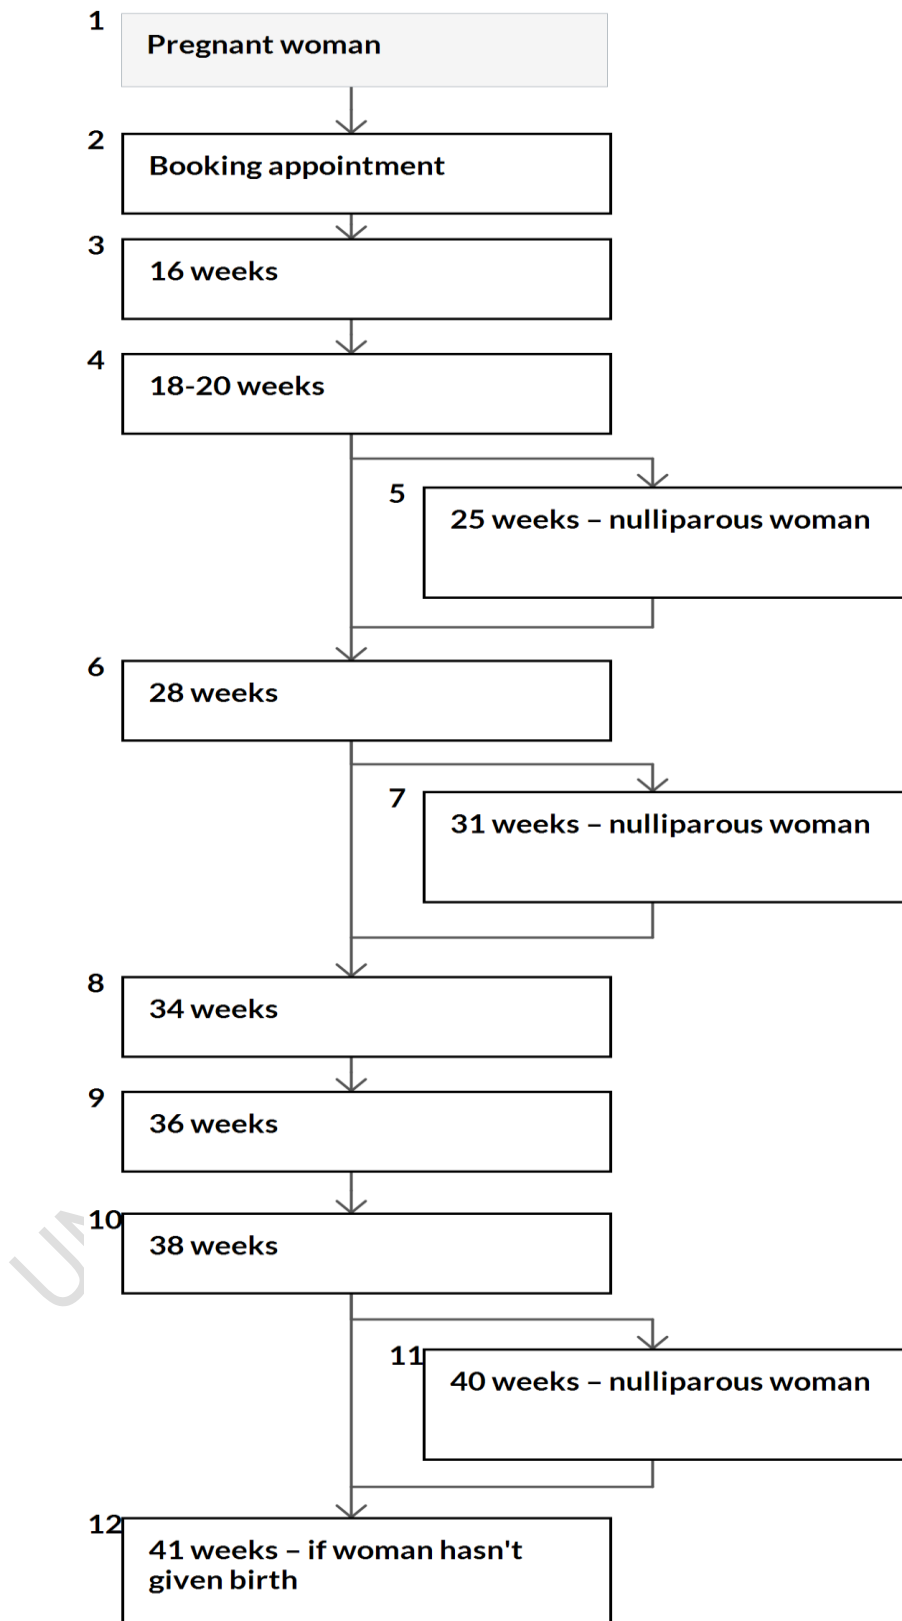 1
Pregnant woman
2
Booking appointment
3
16 weeks
4
18-20 weeks
5
25 weeks – nulliparous woman
6
28 weeks
7
31 weeks – nulliparous woman
8
34 weeks
9
36 weeks
10
38 weeks
11
40 weeks – nulliparous woman
12
41 weeks – if woman hasn't
given birth